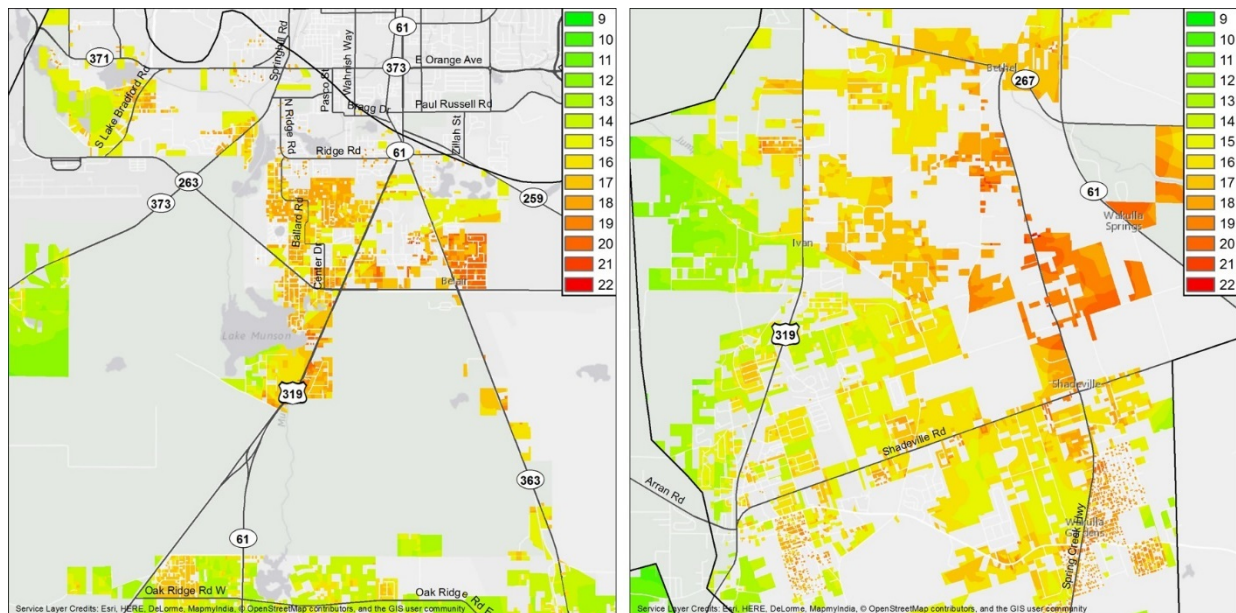 371
S Lake Bradford Rd
Springhill Rd
Pasco St
Wahnish Way
61
373
E Orange Ave
Bragg Dr
Paul Russell Rd
N Ridge Rd
Ridge Rd
61
Zillah St
263
373
259
Ballard Rd
Center Dr
Belair
Lake Munson
319
363
61
Oak Ridge Rd W
Oak Ridge Rd E
Service Layer Credits: Esri, HERE, DeLorme, MapmyIndia, © OpenStreetMap contributors, and the GIS user community
9
10
11
12
13
14
15
16
17
18
19
20
21
22
Bethel
267
61
Wakulla
Springs
Ivan
319
Shadeville
Shadeville Rd
Arran Rd
Wakulla
Gardens
Spring Creek Hwy
Service Layer Credits: Esri, HERE, DeLorme, MapmyIndia, © OpenStreetMap contributors, and the GIS user community
9
10
11
12
13
14
15
16
17
18
19
20
21
22